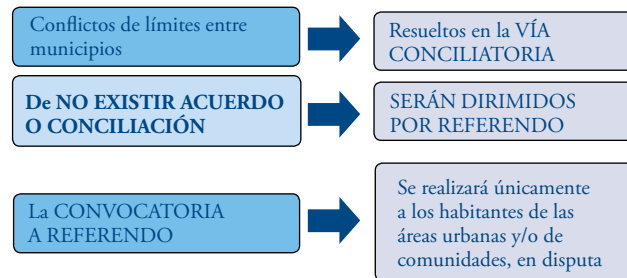 Conflictos de límites entre
municipios
Resueltos en la VÍA
CONCILIATORIA
De NO EXISTIR ACUERDO
O CONCILIACIÓN
SERÁN DIRIMIDOS
POR REFERENDO
La CONVOCATORIA
A REFERENDO
Se realizará únicamente
a los habitantes de las
áreas urbanas y/o de
comunidades, en disputa